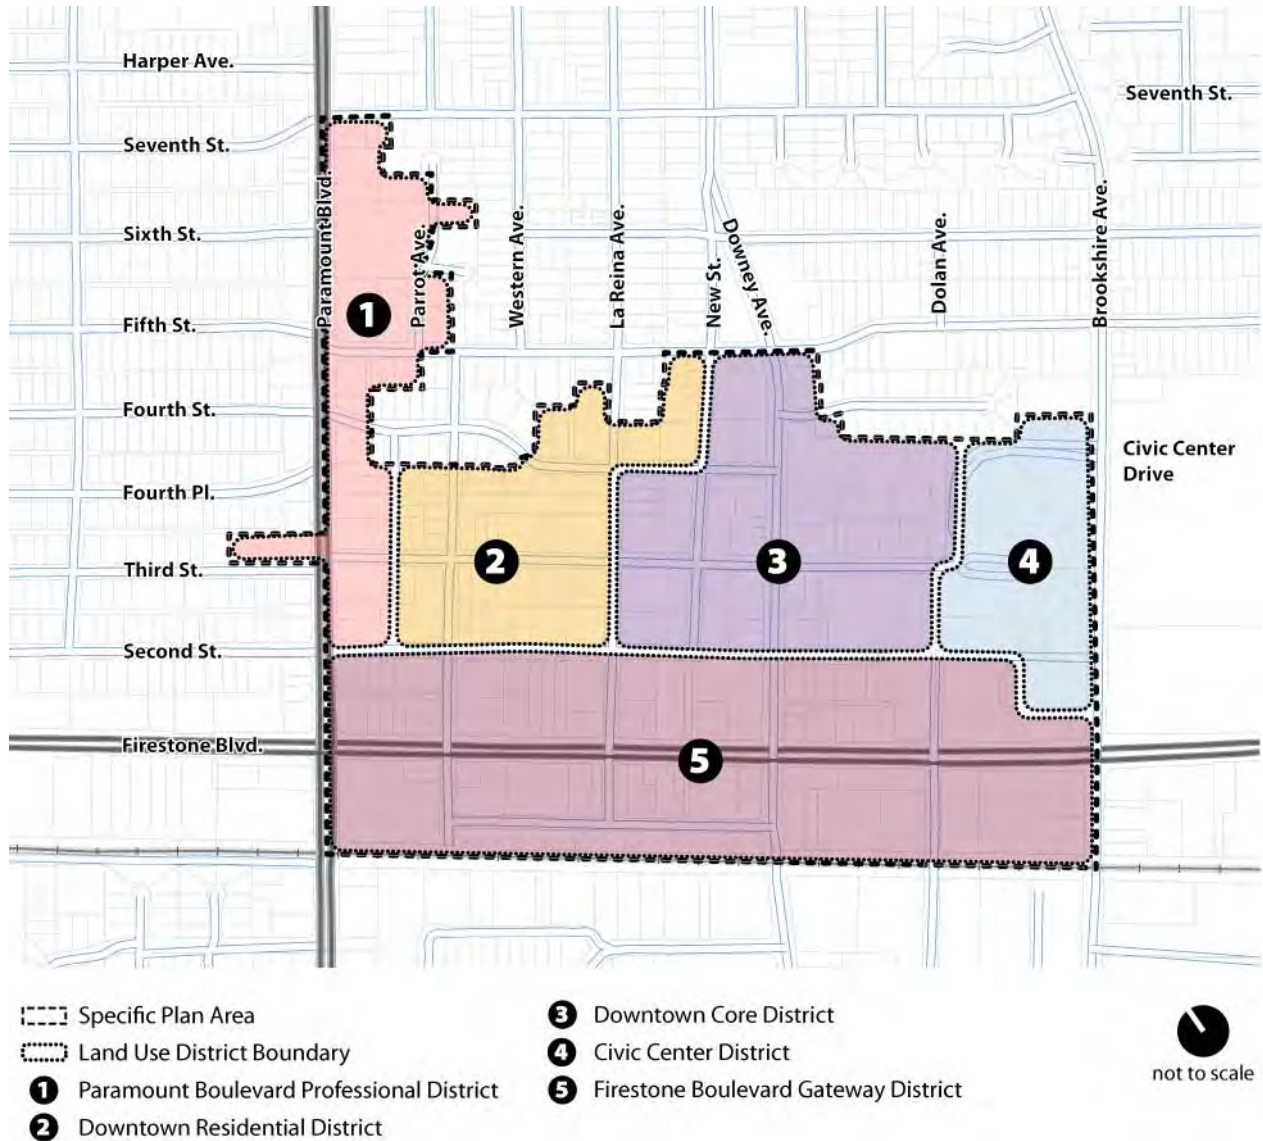 Harper Ave.
Seventh St.
Seventh St.
Sixth St.
Fifth St.
Fourth St.
Fourth Pl.
Third St.
Second St.
Firestone Blvd.
Paramount Blvd.
Parrot Ave.
Western Ave.
La Reina Ave.
New St.
Downey Ave.
Dolan Ave.
Brookshire Ave.
Civic Center
Drive
1
2
3
4
5
Specific Plan Area
Land Use District Boundary
1 Paramount Boulevard Professional District
2 Downtown Residential District
3 Downtown Core District
4 Civic Center District
5 Firestone Boulevard Gateway District
not to scale